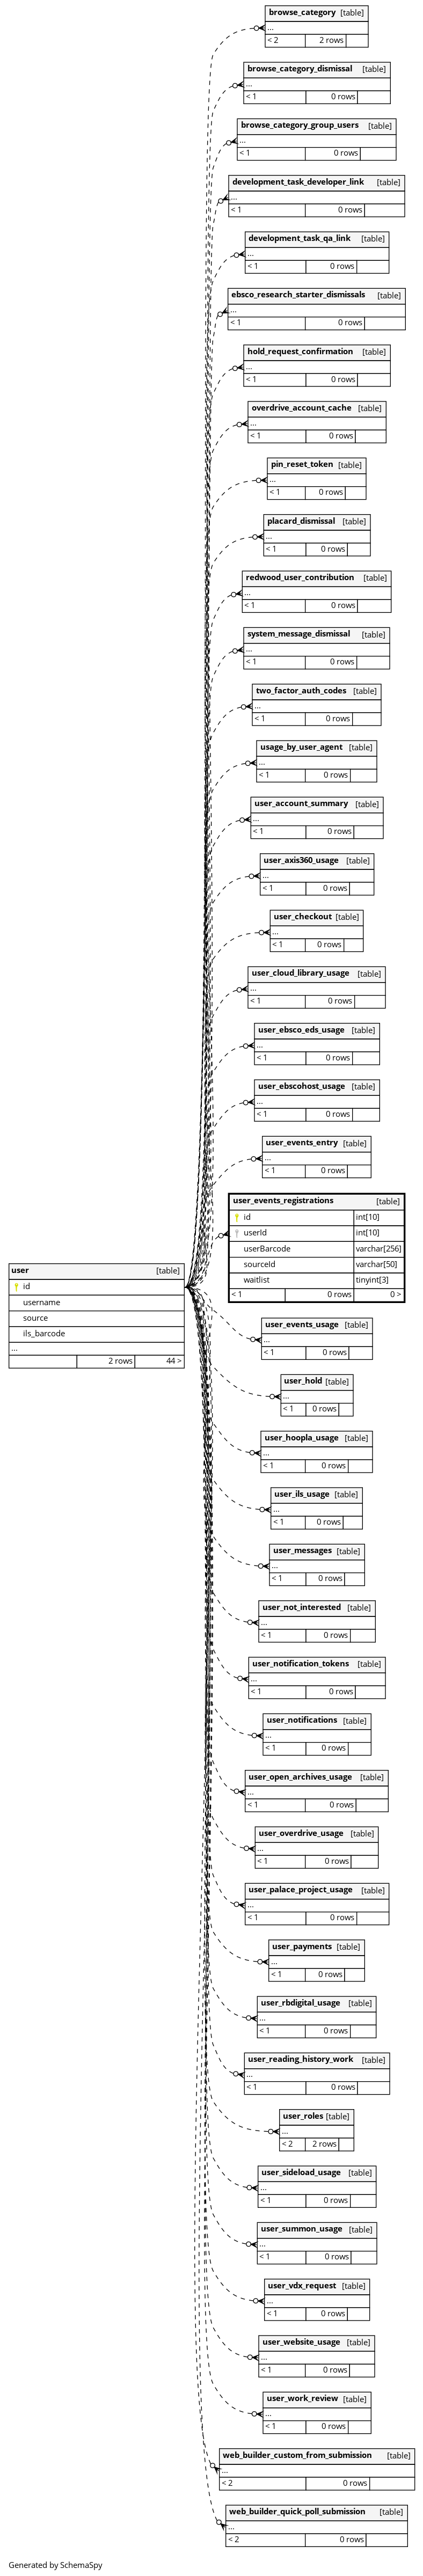 browse_category [table]
...
< 2 2 rows
browse_category_dismissal [table]
...
< 1 0 rows
browse_category_group_users [table]
...
< 1 0 rows
development_task_developer_link [table]
...
< 1 0 rows
development_task_qa_link [table]
...
< 1 0 rows
ebsco_research_starter_dismissals [table]
...
< 1 0 rows
hold_request_confirmation [table]
...
< 1 0 rows
overdrive_account_cache [table]
...
< 1 0 rows
pin_reset_token [table]
...
< 1 0 rows
placard_dismissal [table]
...
< 1 0 rows
redwood_user_contribution [table]
...
< 1 0 rows
system_message_dismissal [table]
...
< 1 0 rows
two_factor_auth_codes [table]
...
< 1 0 rows
usage_by_user_agent [table]
...
< 1 0 rows
user_account_summary [table]
...
< 1 0 rows
user_axis360_usage [table]
...
< 1 0 rows
user_checkout [table]
...
< 1 0 rows
user_cloud_library_usage [table]
...
< 1 0 rows
user_ebsco_eds_usage [table]
...
< 1 0 rows
user_ebscohost_usage [table]
...
< 1 0 rows
user_events_entry [table]
...
< 1 0 rows
user_events_registrations [table]
id int[10]
userId int[10]
userBarcode varchar[256]
sourceId varchar[50]
waitlist tinyint[3]
< 1 0 rows 0 >
user [table]
id
username
source
ils_barcode
...
2 rows 44 >
user_events_usage [table]
...
< 1 0 rows
user_hold [table]
...
< 1 0 rows
user_hoopla_usage [table]
...
< 1 0 rows
user_ils_usage [table]
...
< 1 0 rows
user_messages [table]
...
< 1 0 rows
user_not_interested [table]
...
< 1 0 rows
user_notification_tokens [table]
...
< 1 0 rows
user_notifications [table]
...
< 1 0 rows
user_open_archives_usage [table]
...
< 1 0 rows
user_overdrive_usage [table]
...
< 1 0 rows
user_palace_project_usage [table]
...
< 1 0 rows
user_payments [table]
...
< 1 0 rows
user_rbdigital_usage [table]
...
< 1 0 rows
user_reading_history_work [table]
...
< 1 0 rows
user_roles [table]
...
< 2 2 rows
user_sideload_usage [table]
...
< 1 0 rows
user_summon_usage [table]
...
< 1 0 rows
user_vdx_request [table]
...
< 1 0 rows
user_website_usage [table]
...
< 1 0 rows
user_work_review [table]
...
< 1 0 rows
web_builder_custom_from_submission [table]
...
< 2 0 rows
web_builder_quick_poll_submission [table]
...
< 2 0 rows
Generated by SchemaSpy